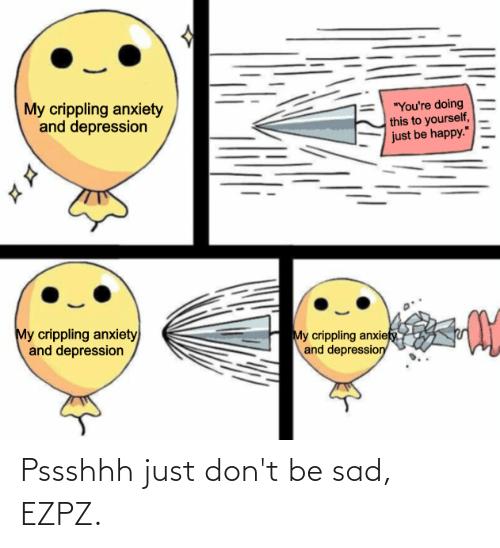 My crippling anxiety
and depression
"You're doing
this to yourself,
just be happy."
My crippling anxiety
and depression
My crippling anxiety
and depression
Pssshhh just don't be sad,
EZPZ.